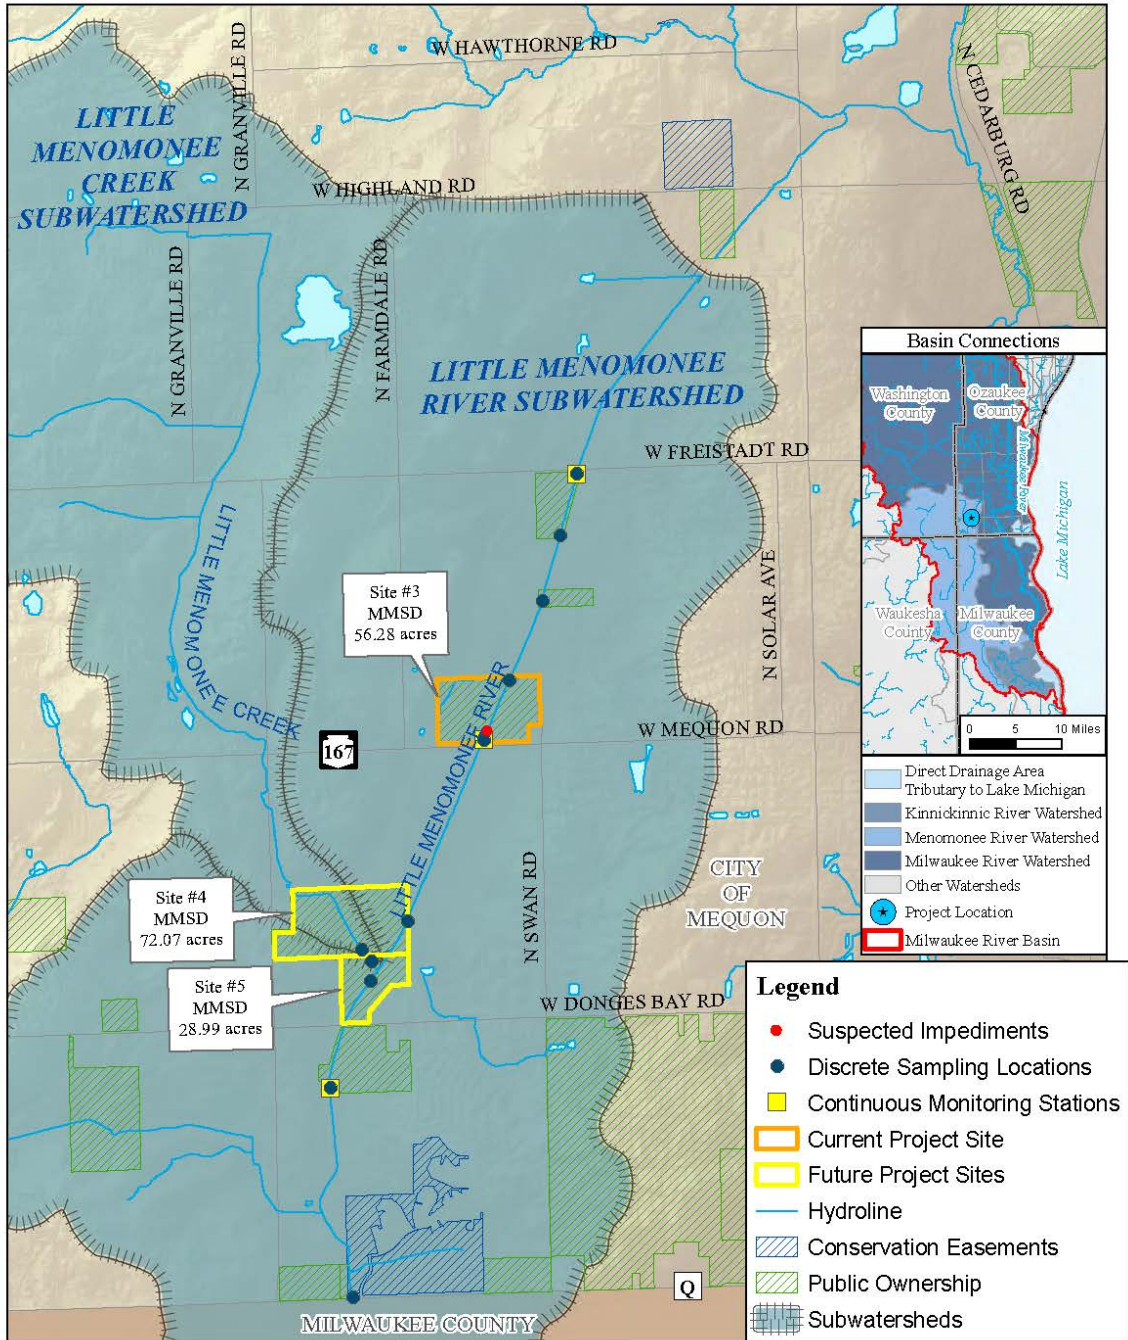 W HAWTHORNE RD
N GRANVILLE RD
N CEDARBURG RD
LITTLE
MENOMONEE
CREEK
SUBWATERSHED
W HIGHLAND RD
N GRANVILLE RD
N FARMDALE RD
LITTLE MENOMONEE
RIVER SUBWATERSHED
W FREISTADT RD
LITTLE MENOMONEE CREEK
Site #3
MMSD
56.28 acres
N SOLAR AVE
LITTLE MENOMONEE RIVER
W MEQUON RD
167
N SWAN RD
CITY
OF
MEQUON
Site #4
MMSD
72.07 acres
Site #5
MMSD
28.99 acres
W DONGES BAY RD
Q
MILWAUKEE COUNTY
Basin Connections
Washington
County
Ozaukee
County
Milwaukee River
Lake Michigan
Waukesha
County
Milwaukee
County
0 5 10 Miles
Direct Drainage Area
Tributary to Lake Michigan
Kinnickinnic River Watershed
Menomonee River Watershed
Milwaukee River Watershed
Other Watersheds
Project Location
Milwaukee River Basin
Legend
Suspected Impediments
Discrete Sampling Locations
Continuous Monitoring Stations
Current Project Site
Future Project Sites
Hydroline
Conservation Easements
Public Ownership
Subwatersheds